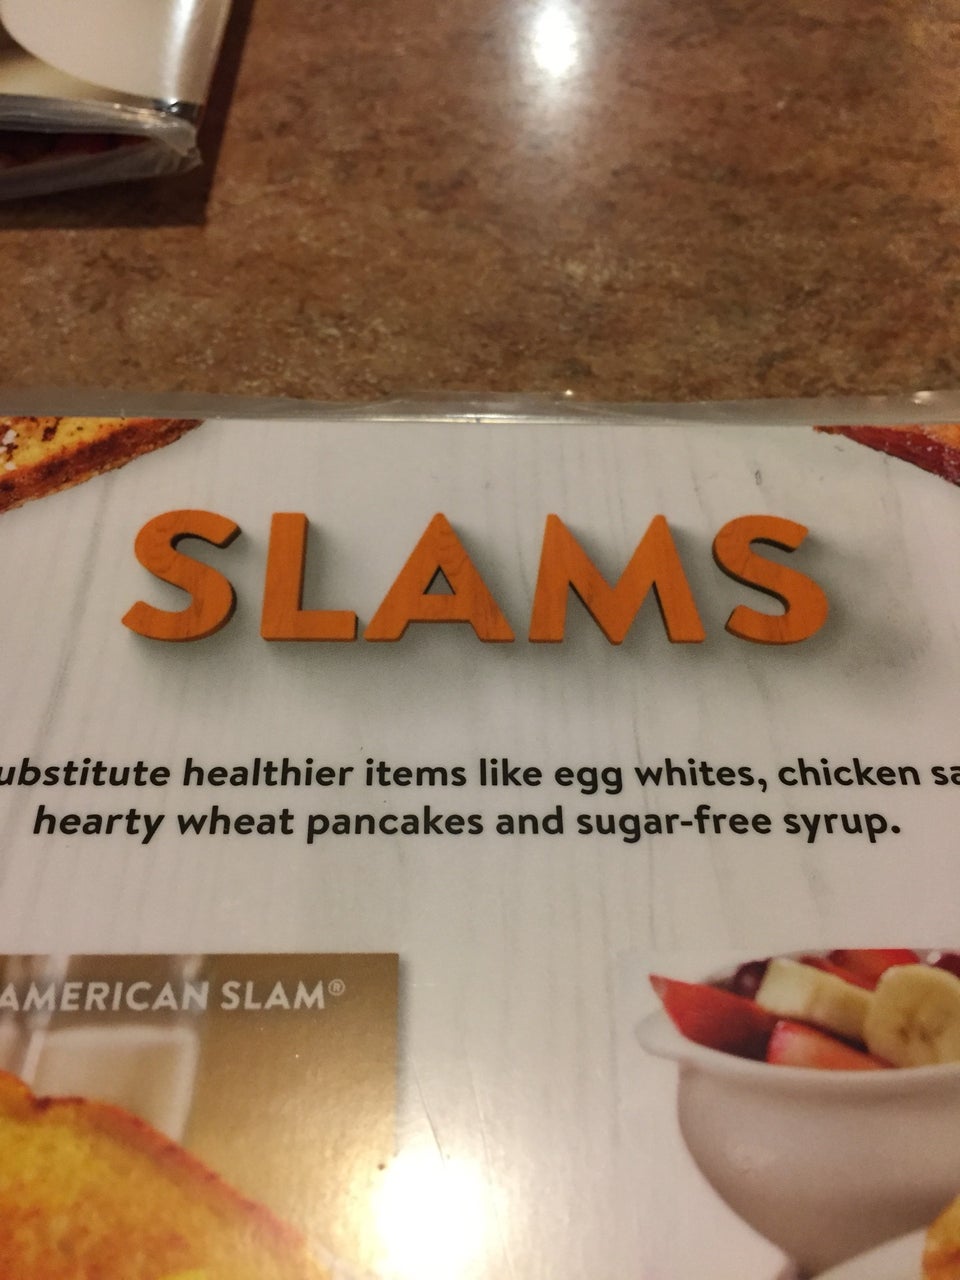 SLAMS
ubstitute healthier items like egg whites, chicken sa
hearty wheat pancakes and sugar-free syrup.
AMERICAN SLAM®